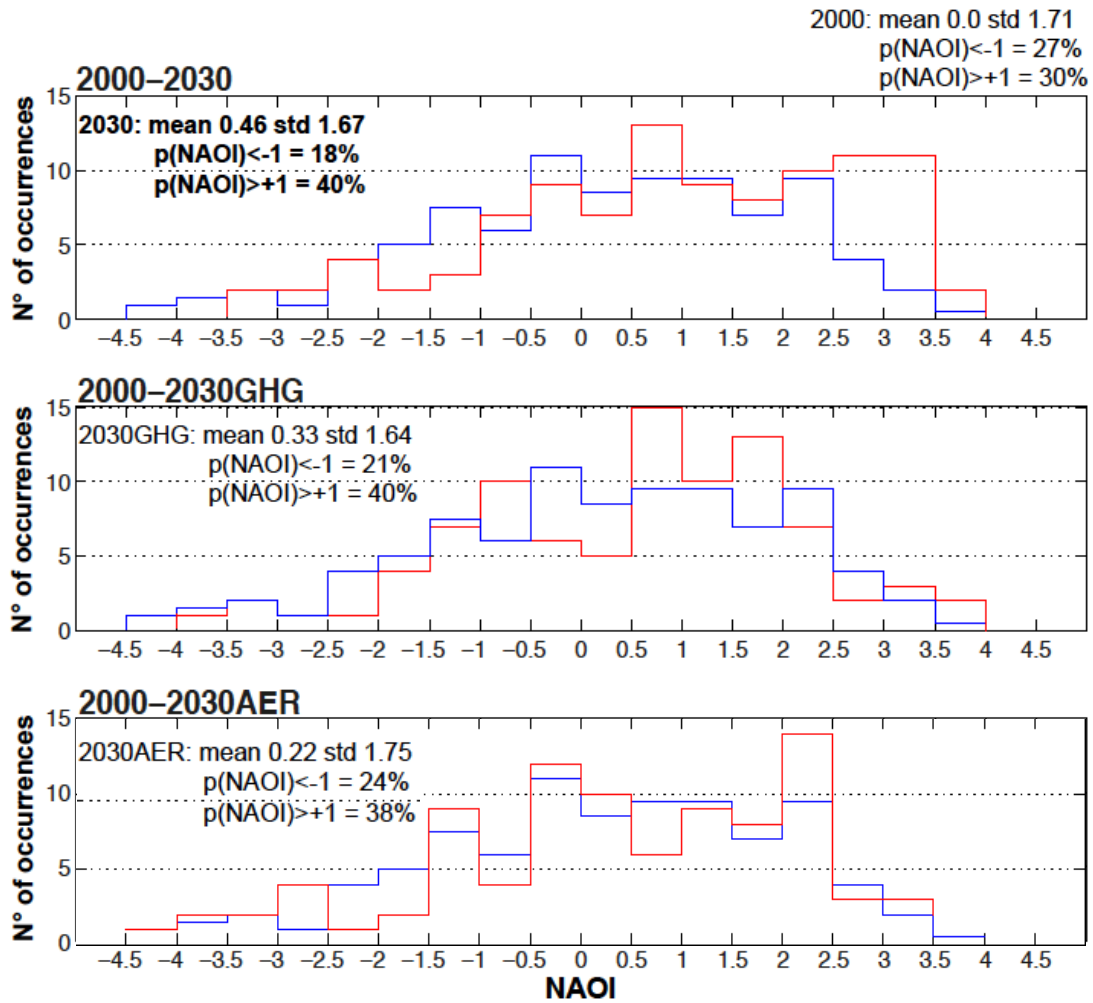 2000: mean 0.0 std 1.71
p(NAOI)<-1 = 27%
p(NAOI)>+1 = 30%
2000–2030
2030: mean 0.46 std 1.67
p(NAOI)<-1 = 18%
p(NAOI)>+1 = 40%
N° of occurrences
15
10
5
0
−4.5 −4 −3.5 −3 −2.5 −2 −1.5 −1 −0.5 0 0.5 1 1.5 2 2.5 3 3.5 4 4.5
2000–2030GHG
2030GHG: mean 0.33 std 1.64
p(NAOI)<-1 = 21%
p(NAOI)>+1 = 40%
N° of occurrences
15
10
5
0
−4.5 −4 −3.5 −3 −2.5 −2 −1.5 −1 −0.5 0 0.5 1 1.5 2 2.5 3 3.5 4 4.5
2000–2030AER
2030AER: mean 0.22 std 1.75
p(NAOI)<-1 = 24%
p(NAOI)>+1 = 38%
N° of occurrences
15
10
5
0
−4.5 −4 −3.5 −3 −2.5 −2 −1.5 −1 −0.5 0 0.5 1 1.5 2 2.5 3 3.5 4 4.5
NAOI